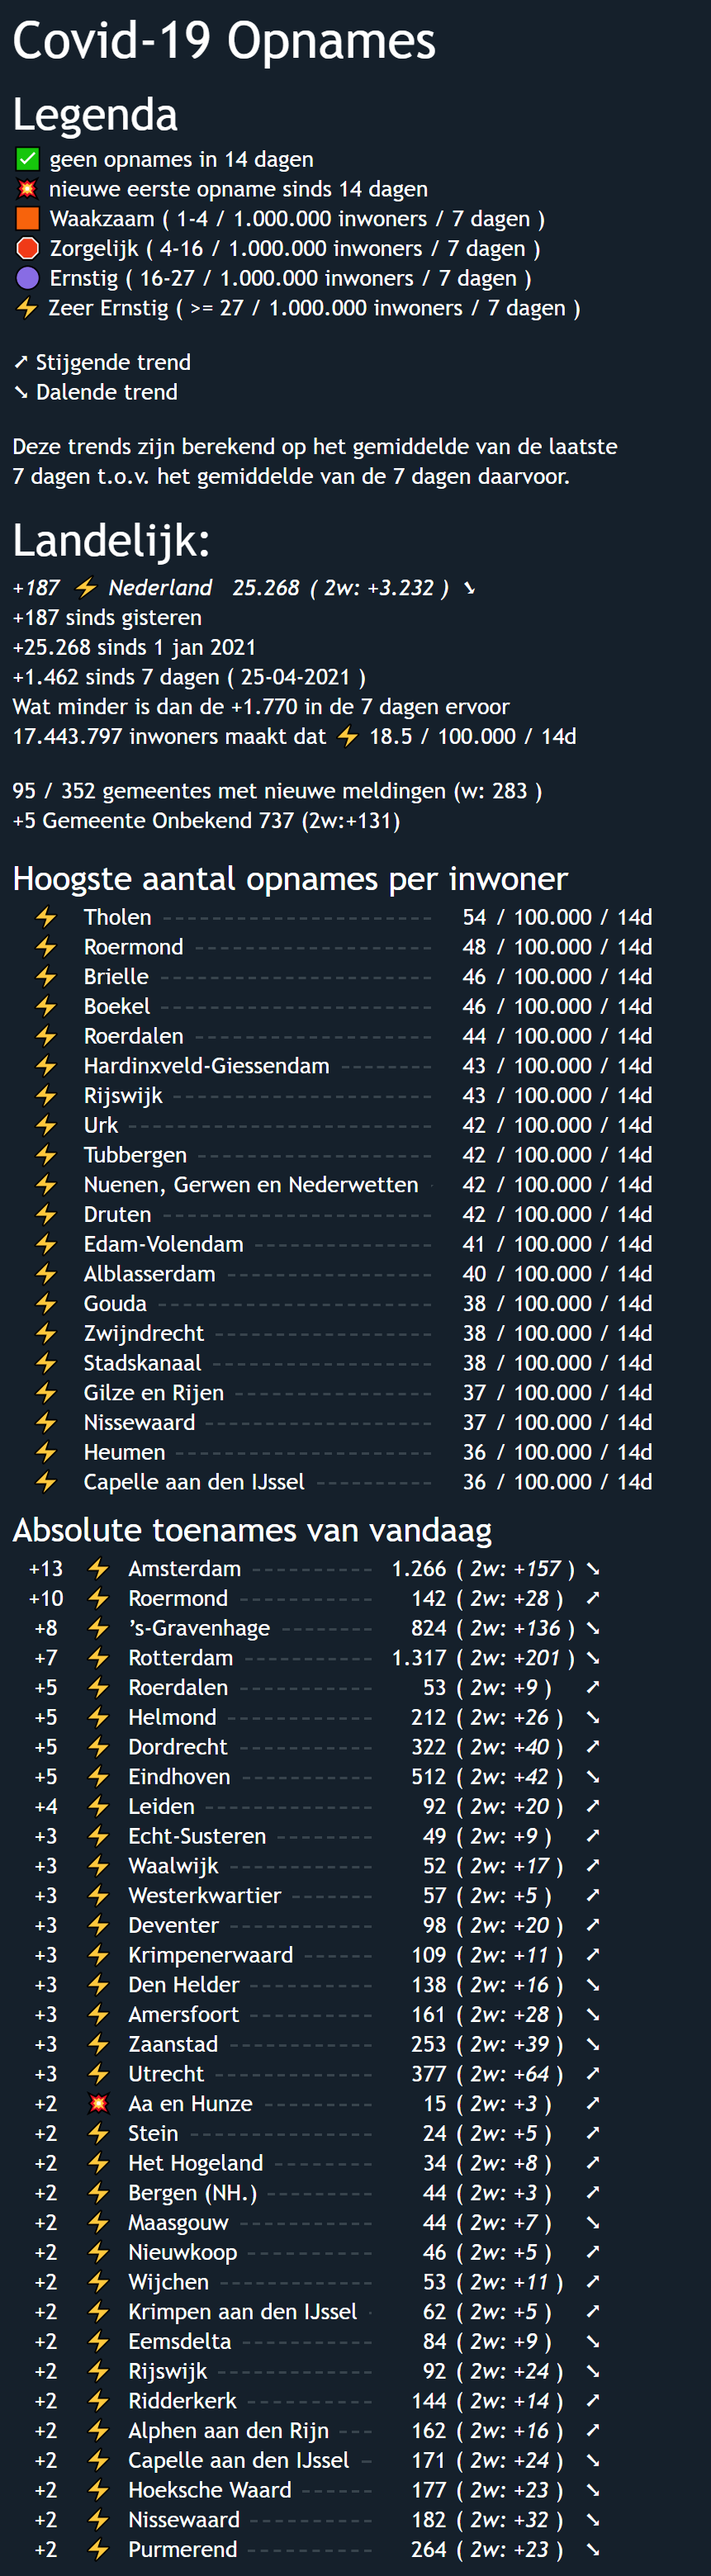 Covid-19 Opnames
Legenda
✅ geen opnames in 14 dagen
💥 nieuwe eerste opname sinds 14 dagen
🟧 Waakzaam ( 1-4 / 1.000.000 inwoners / 7 dagen )
🛑 Zorgelijk ( 4-16 / 1.000.000 inwoners / 7 dagen )
🟣 Ernstig ( 16-27 / 1.000.000 inwoners / 7 dagen )
⚡ Zeer Ernstig ( >= 27 / 1.000.000 inwoners / 7 dagen )
➚ Stijgende trend
➘ Dalende trend
Deze trends zijn berekend op het gemiddelde van de laatste
7 dagen t.o.v. het gemiddelde van de 7 dagen daarvoor.
Landelijk:
+187 ⚡ Nederland 25.268 ( 2w: +3.232 ) ➘
+187 sinds gisteren
+25.268 sinds 1 jan 2021
+1.462 sinds 7 dagen ( 25-04-2021 )
Wat minder is dan de +1.770 in de 7 dagen ervoor
17.443.797 inwoners maakt dat ⚡ 18.5 / 100.000 / 14d
95 / 352 gemeentes met nieuwe meldingen (w: 283 )
+5 Gemeente Onbekend 737 (2w:+131)
Hoogste aantal opnames per inwoner
⚡ Tholen 54 / 100.000 / 14d
⚡ Roermond 48 / 100.000 / 14d
⚡ Brielle 46 / 100.000 / 14d
⚡ Boekel 46 / 100.000 / 14d
⚡ Roerdalen 44 / 100.000 / 14d
⚡ Hardinxveld-Giessendam 43 / 100.000 / 14d
⚡ Rijswijk 43 / 100.000 / 14d
⚡ Urk 42 / 100.000 / 14d
⚡ Tubbergen 42 / 100.000 / 14d
⚡ Nuenen, Gerwen en Nederwetten 42 / 100.000 / 14d
⚡ Druten 42 / 100.000 / 14d
⚡ Edam-Volendam 41 / 100.000 / 14d
⚡ Alblasserdam 40 / 100.000 / 14d
⚡ Gouda 38 / 100.000 / 14d
⚡ Zwijndrecht 38 / 100.000 / 14d
⚡ Stadskanaal 38 / 100.000 / 14d
⚡ Gilze en Rijen 37 / 100.000 / 14d
⚡ Nissewaard 37 / 100.000 / 14d
⚡ Heumen 36 / 100.000 / 14d
⚡ Capelle aan den IJssel 36 / 100.000 / 14d
Absolute toenames van vandaag
+13 ⚡ Amsterdam 1.266 ( 2w: +157 ) ➘
+10 ⚡ Roermond 142 ( 2w: +28 ) ➚
+8 ⚡ ’s-Gravenhage 824 ( 2w: +136 ) ➘
+7 ⚡ Rotterdam 1.317 ( 2w: +201 ) ➘
+5 ⚡ Roerdalen 53 ( 2w: +9 ) ➚
+5 ⚡ Helmond 212 ( 2w: +26 ) ➘
+5 ⚡ Dordrecht 322 ( 2w: +40 ) ➚
+5 ⚡ Eindhoven 512 ( 2w: +42 ) ➘
+4 ⚡ Leiden 92 ( 2w: +20 ) ➚
+3 ⚡ Echt-Susteren 49 ( 2w: +9 ) ➚
+3 ⚡ Waalwijk 52 ( 2w: +17 ) ➚
+3 ⚡ Westerkwartier 57 ( 2w: +5 ) ➚
+3 ⚡ Deventer 98 ( 2w: +20 ) ➚
+3 ⚡ Krimpenerwaard 109 ( 2w: +11 ) ➚
+3 ⚡ Den Helder 138 ( 2w: +16 ) ➘
+3 ⚡ Amersfoort 161 ( 2w: +28 ) ➘
+3 ⚡ Zaanstad 253 ( 2w: +39 ) ➘
+3 ⚡ Utrecht 377 ( 2w: +64 ) ➚
+2 💥 Aa en Hunze 15 ( 2w: +3 ) ➚
+2 ⚡ Stein 24 ( 2w: +5 ) ➚
+2 ⚡ Het Hogeland 34 ( 2w: +8 ) ➚
+2 ⚡ Bergen (NH.) 44 ( 2w: +3 ) ➚
+2 ⚡ Maasgouw 44 ( 2w: +7 ) ➘
+2 ⚡ Nieuwkoop 46 ( 2w: +5 ) ➚
+2 ⚡ Wijchen 53 ( 2w: +11 ) ➚
+2 ⚡ Krimpen aan den IJssel 62 ( 2w: +5 ) ➚
+2 ⚡ Eemsdelta 84 ( 2w: +9 ) ➘
+2 ⚡ Rijswijk 92 ( 2w: +24 ) ➘
+2 ⚡ Ridderkerk 144 ( 2w: +14 ) ➚
+2 ⚡ Alphen aan den Rijn 162 ( 2w: +16 ) ➚
+2 ⚡ Capelle aan den IJssel 171 ( 2w: +24 ) ➘
+2 ⚡ Hoeksche Waard 177 ( 2w: +23 ) ➘
+2 ⚡ Nissewaard 182 ( 2w: +32 ) ➘
+2 ⚡ Purmerend 264 ( 2w: +23 ) ➘